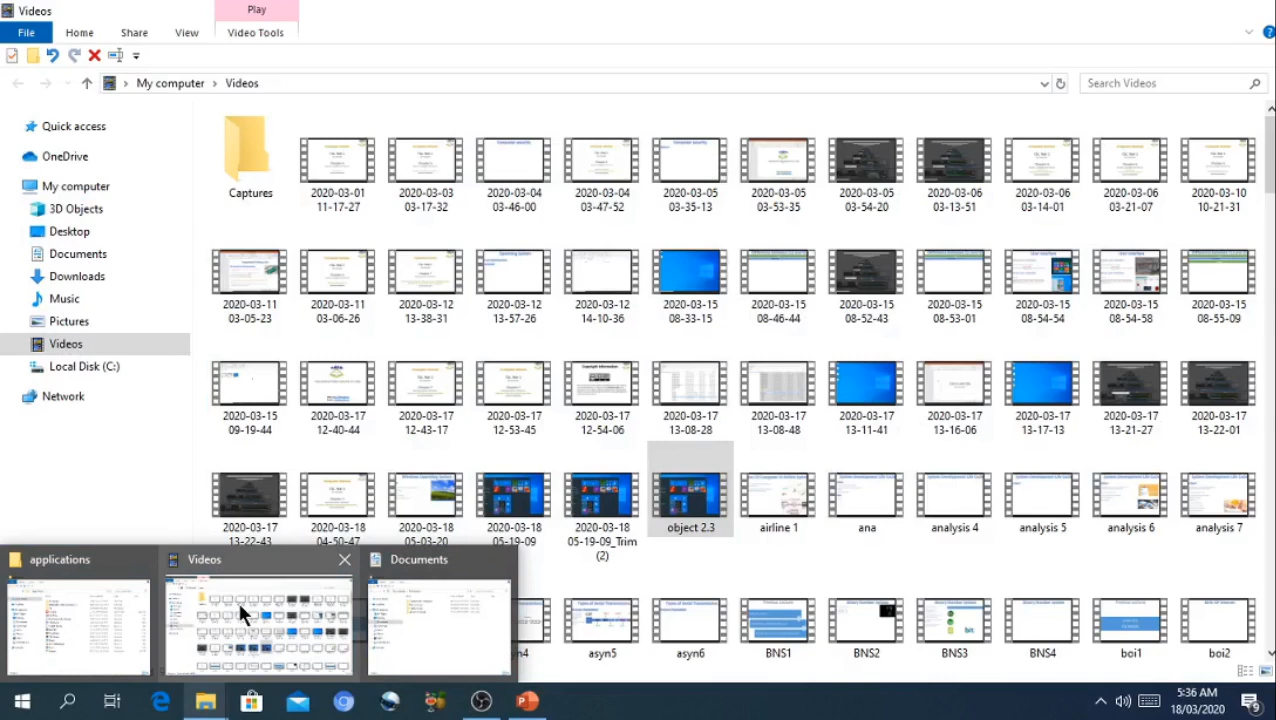 Videos
Play
File
Home
Share
View
Video Tools
My computer
Videos
Search Videos
Quick access
OneDrive
My computer
3D Objects
Desktop
Documents
Downloads
Music
Pictures
Videos
Local Disk (C:)
Network
Captures
2020-03-01
11-17-27
2020-03-03
03-17-32
2020-03-04
03-46-00
2020-03-04
03-47-52
2020-03-05
03-35-13
2020-03-05
03-53-35
2020-03-05
03-54-20
2020-03-06
03-13-51
2020-03-06
03-14-01
2020-03-06
03-21-07
2020-03-10
10-21-31
2020-03-11
03-05-23
2020-03-11
03-06-26
2020-03-12
13-38-31
2020-03-12
13-57-26
2020-03-12
14-10-36
2020-03-15
08-33-15
2020-03-15
08-46-44
2020-03-15
08-52-43
2020-03-15
08-53-01
2020-03-15
08-54-54
2020-03-15
08-54-58
2020-03-15
08-55-09
2020-03-15
09-19-44
2020-03-17
12-40-44
2020-03-17
12-43-17
2020-03-17
12-53-45
2020-03-17
12-54-06
2020-03-17
13-08-28
2020-03-17
13-08-48
2020-03-17
13-11-41
2020-03-17
13-16-06
2020-03-17
13-17-13
2020-03-17
13-21-27
2020-03-17
13-22-01
2020-03-17
13-22-43
2020-03-18
04-50-47
2020-03-18
05-03-20
2020-03-18
05-19-09
2020-03-18
05-19-09_Trim
(2)
object 2.3
airline 1
ana
analysis 4
analysis 5
analysis 6
analysis 7
applications
Videos
Documents
asyn5
asyn6
BNS1
BNS2
BNS3
BNS4
boi1
boi2
5:36 AM
18/03/2020
9